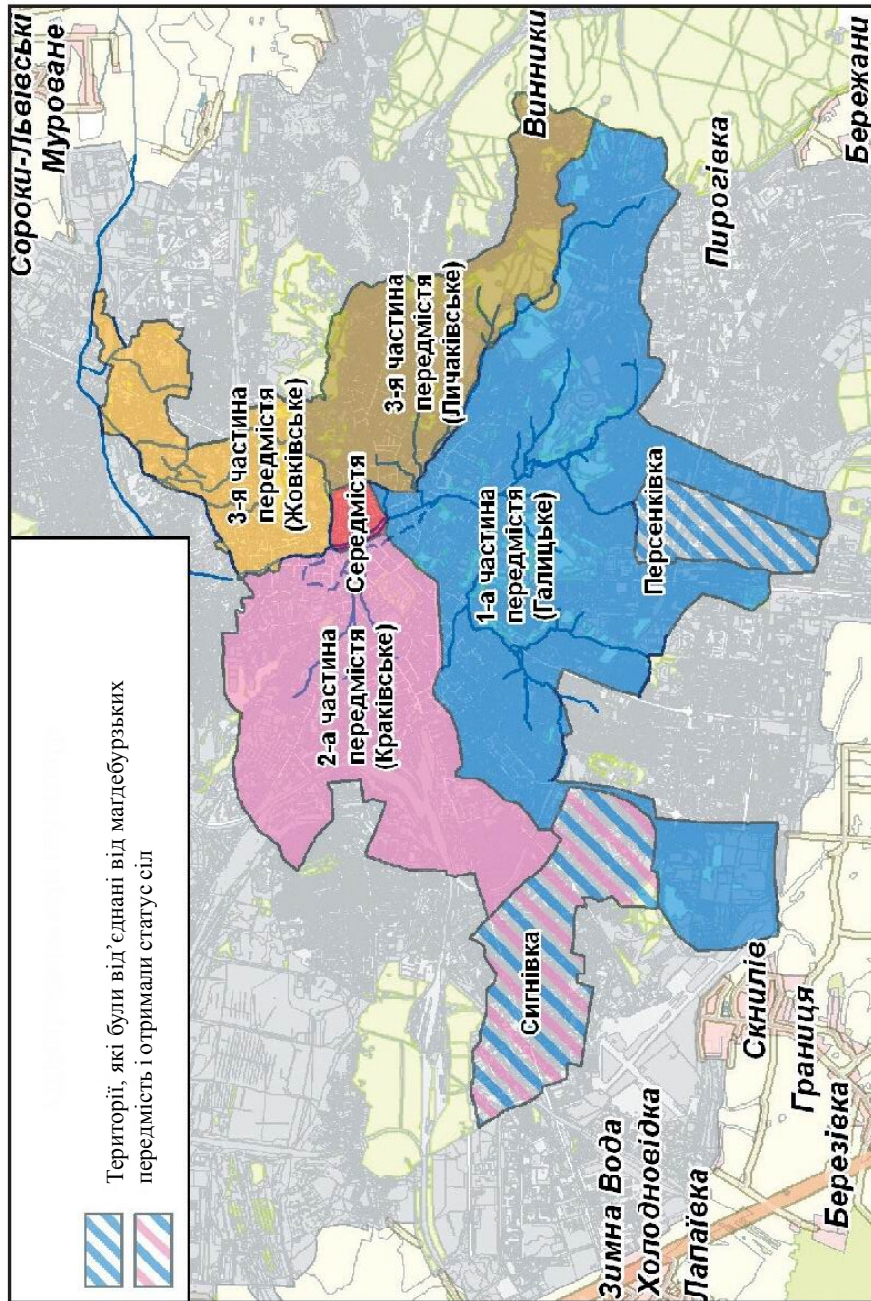 Території, які були від’єднані від магдебурзьких
передмість і отримали статус сіл
Сороки-Львівські
Муроване
3-я частина
передмістя
(Жовківське)
Винники
3-я частина
передмістя
(Личаківське)
Середмістя
2-а частина
передмістя
(Краківське)
1-а частина
передмістя
(Галицьке)
Персенківка
Пирогівка
Бережани
Сигнівка
Скнилів
Границя
Березівка
Зимна Вода
Холодновідка
Лапаївка